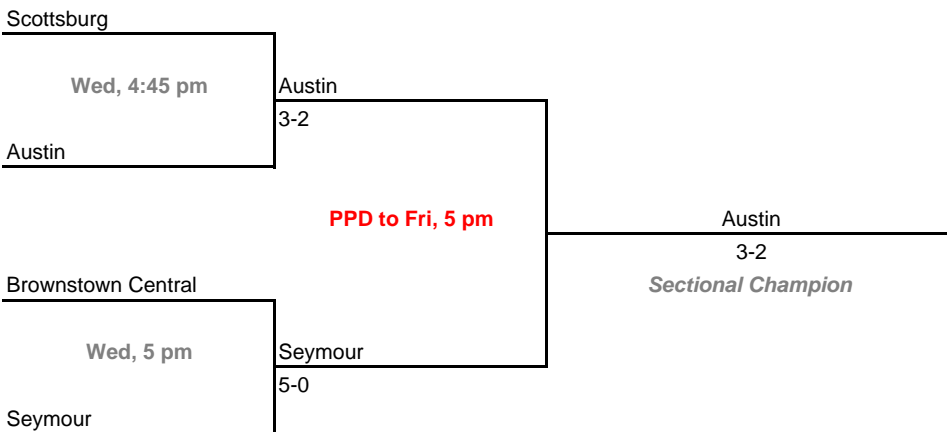 Scottsburg
Wed, 4:45 pm
Austin
3-2
Austin
PPD to Fri, 5 pm
Austin
3-2
Sectional Champion
Brownstown Central
Wed, 5 pm
Seymour
5-0
Seymour